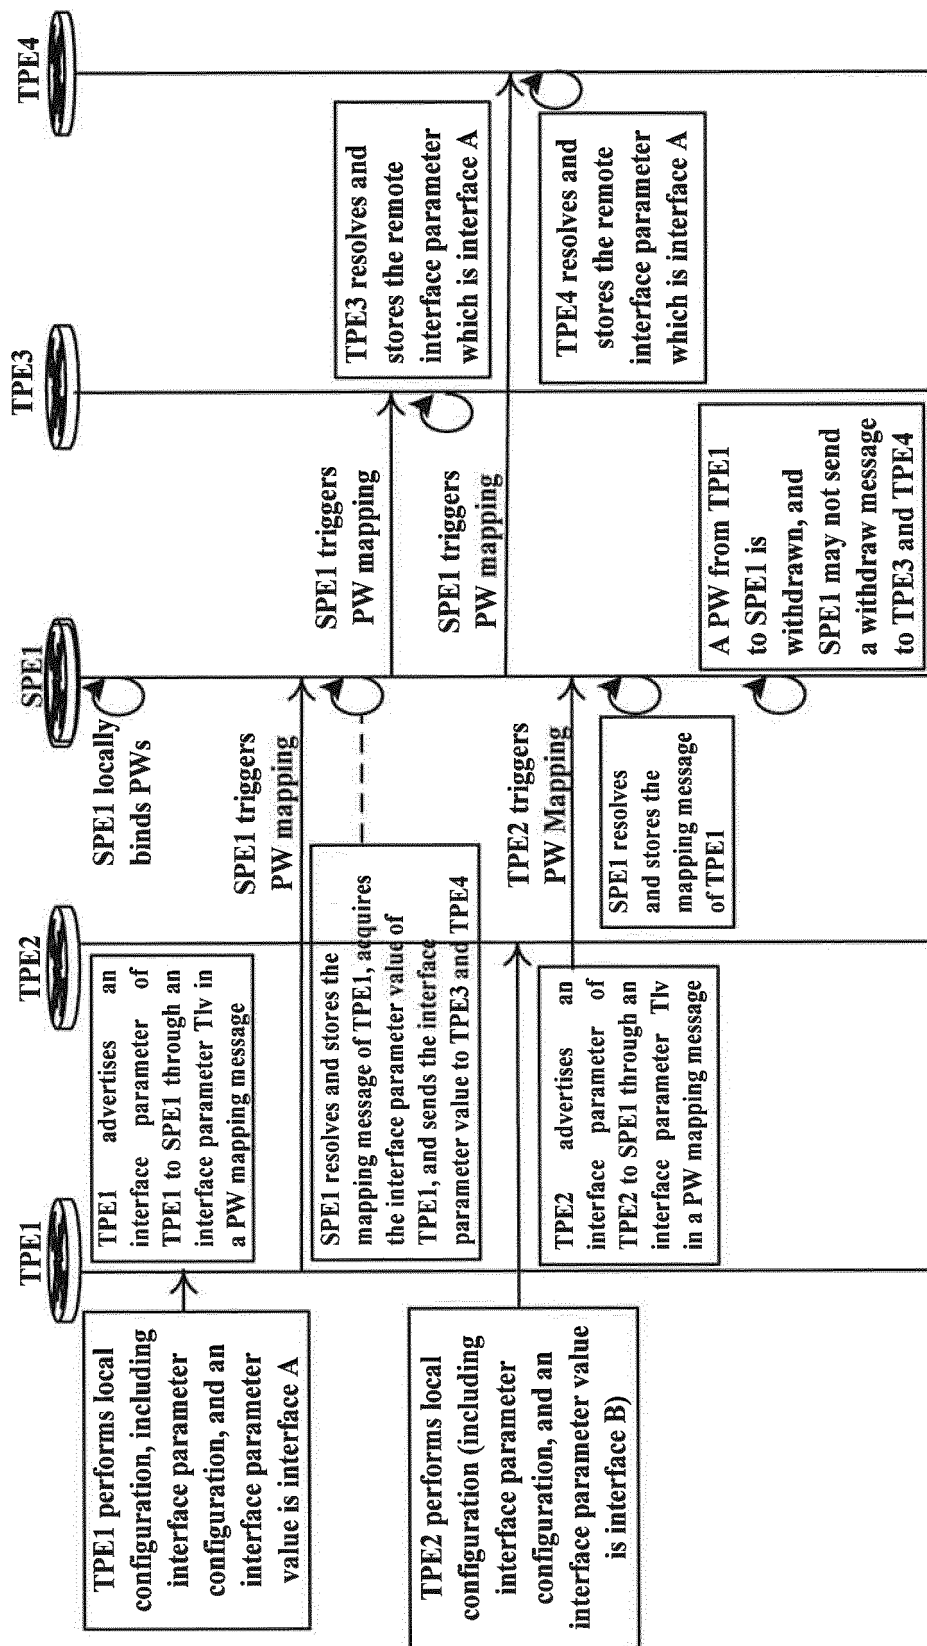 TPE1
TPE2
SPE1
TPE3
TPE4
TPE1 performs local
configuration, including
interface parameter
configuration, and an
interface parameter
value is interface A
TPE1 advertises an
interface parameter of
TPE1 to SPE1 through an
interface parameter Tlv in
a PW mapping message
SPE1 locally
binds PWs
SPE1 triggers
PW mapping
SPE1 resolves and stores the
mapping message of TPE1, acquires
the interface parameter value of
TPE1, and sends the interface
parameter value to TPE3 and TPE4
SPE1 triggers
PW mapping
TPE3 resolves and
stores the remote
interface parameter
which is interface A
SPE1 triggers
PW mapping
TPE4 resolves and
stores the remote
interface parameter
which is interface A
TPE2 performs local
configuration (including
interface parameter
configuration, and an
interface parameter value
is interface B)
TPE2 advertises an
interface parameter of
TPE2 to SPE1 through an
interface parameter Tlv
in a PW mapping message
TPE2 triggers
PW Mapping
SPE1 resolves
and stores the
mapping message
of TPE1
A PW from TPE1
to SPE1 is
withdrawn, and
SPE1 may not send
a withdraw message
to TPE3 and TPE4